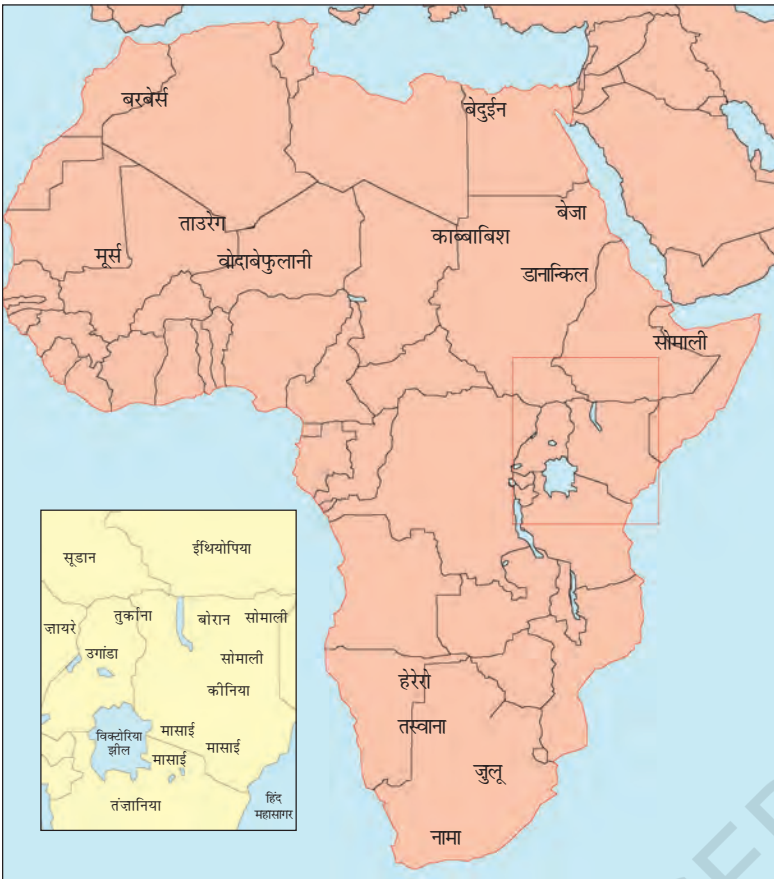 बरबेर्स
बेदुईन
बेजा
ताउरेग
काब्बाबिश
मूर्स
वोदाबेफुलानी
डानान्किल
सोमाली
सूडान
ईथियोपिया
ज़ायरे
तुर्काना
बोरान
सोमाली
उगांडा
सोमाली
कीनिया
विक्टोरिया
झील
मासाई
मासाई
मासाई
तंज़ानिया
हिंद
महासागर
हेरेरो
तस्वाना
ज़ुलू
नामा